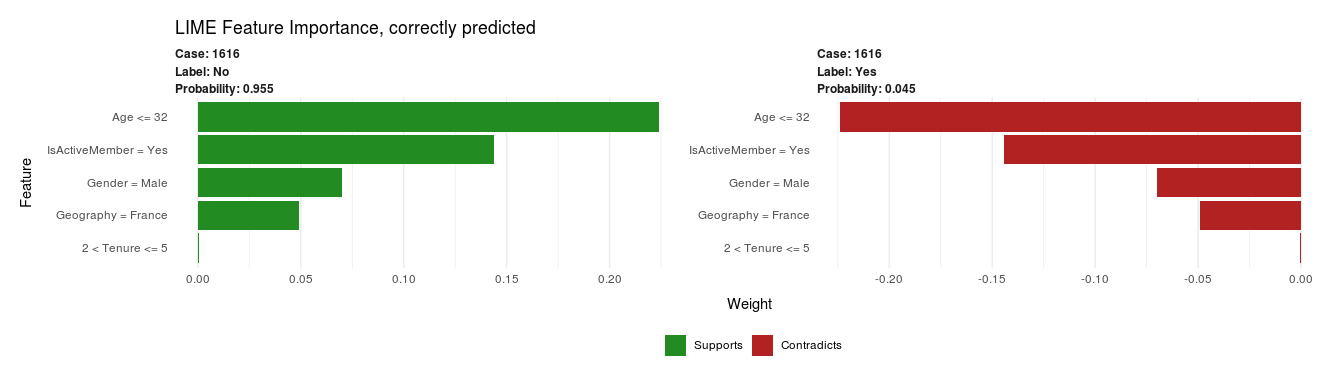 LIME Feature Importance, correctly predicted
Case: 1616
Label: No
Probability: 0.955
Feature
Age <= 32
IsActiveMember = Yes
Gender = Male
Geography = France
2 < Tenure <= 5
0.00 0.05 0.10 0.15 0.20
Case: 1616
Label: Yes
Probability: 0.045
Age <= 32
IsActiveMember = Yes
Gender = Male
Geography = France
2 < Tenure <= 5
-0.20 -0.15 -0.10 -0.05 0.00
Weight
Supports Contradicts